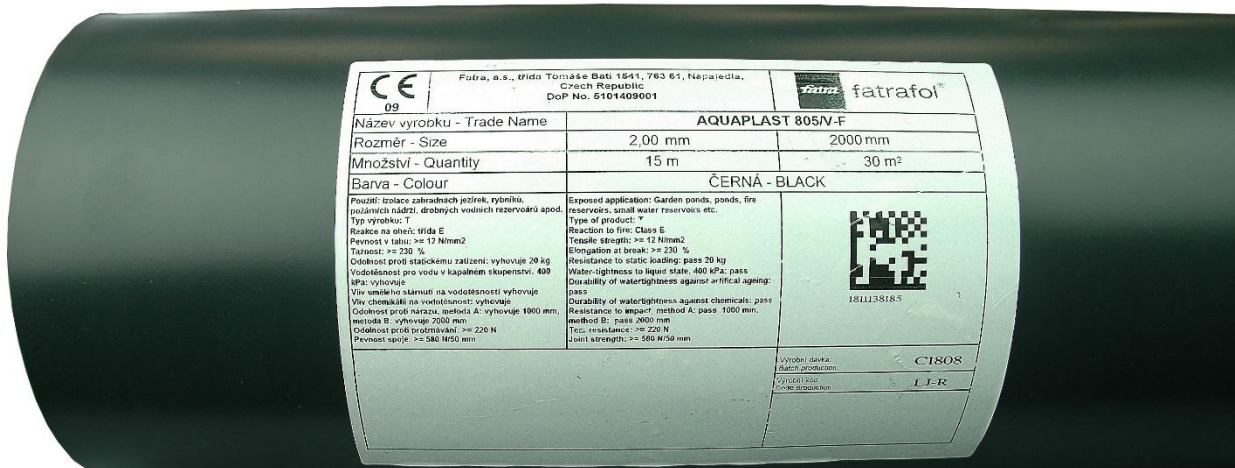 CE
09
Fatra, a.s., třída Tomáše Bati 1541, 763 61, Napajedla,
Czech Republic
DoP No. 5101409001
fatra fatrafol®
Název výrobku - Trade Name AQUAPLAST 805/V-F
Rozměr - Size 2,00 mm 2000 mm
Množství - Quantity 15 m 30 m²
Barva - Colour ČERNÁ - BLACK
Použití: Izolace zahradních jezírek, rybníků,
požárních nádrží, drobných vodních rezervoárů apod.
Typ výrobku: T
Reakce na oheň: třída E
Pevnost v tahu: >= 12 N/mm2
Tažnost: >= 230 %
Odolnost proti statickému zatížení: vyhovuje 20 kg
Vodotěsnost pro vodu v kapalném skupenství, 400
kPa: vyhovuje
Vliv umělého stárnutí na vodotěsnost: vyhovuje
Vliv chemikálií na vodotěsnost: vyhovuje
Odolnost proti nárazu, metoda A: vyhovuje 1000 mm,
metoda B: vyhovuje 2000 mm
Odolnost proti protrhávání: >= 220 N
Pevnost spoje: >= 580 N/50 mm
Exposed application: Garden ponds, ponds, fire
reservoirs, small water reservoirs etc.
Type of product: T
Reaction to fire: Class E
Tensile stregth: >= 12 N/mm2
Elongation at break: >= 230 %
Resistance to static loading: pass 20 kg
Water-tightness to liquid state, 400 kPa: pass
Durability of watertightness against artifical ageing:
pass
Durability of watertightness against chemicals: pass
Resistance to impact, method A: pass 1000 mm,
method B: pass 2000 mm
Tear resistance: >= 220 N
Joint strength: >= 580 N/50 mm
1811138185
Výrobní dávka: C1808
Batch production:
Výrobní kód LJ-R
Code production